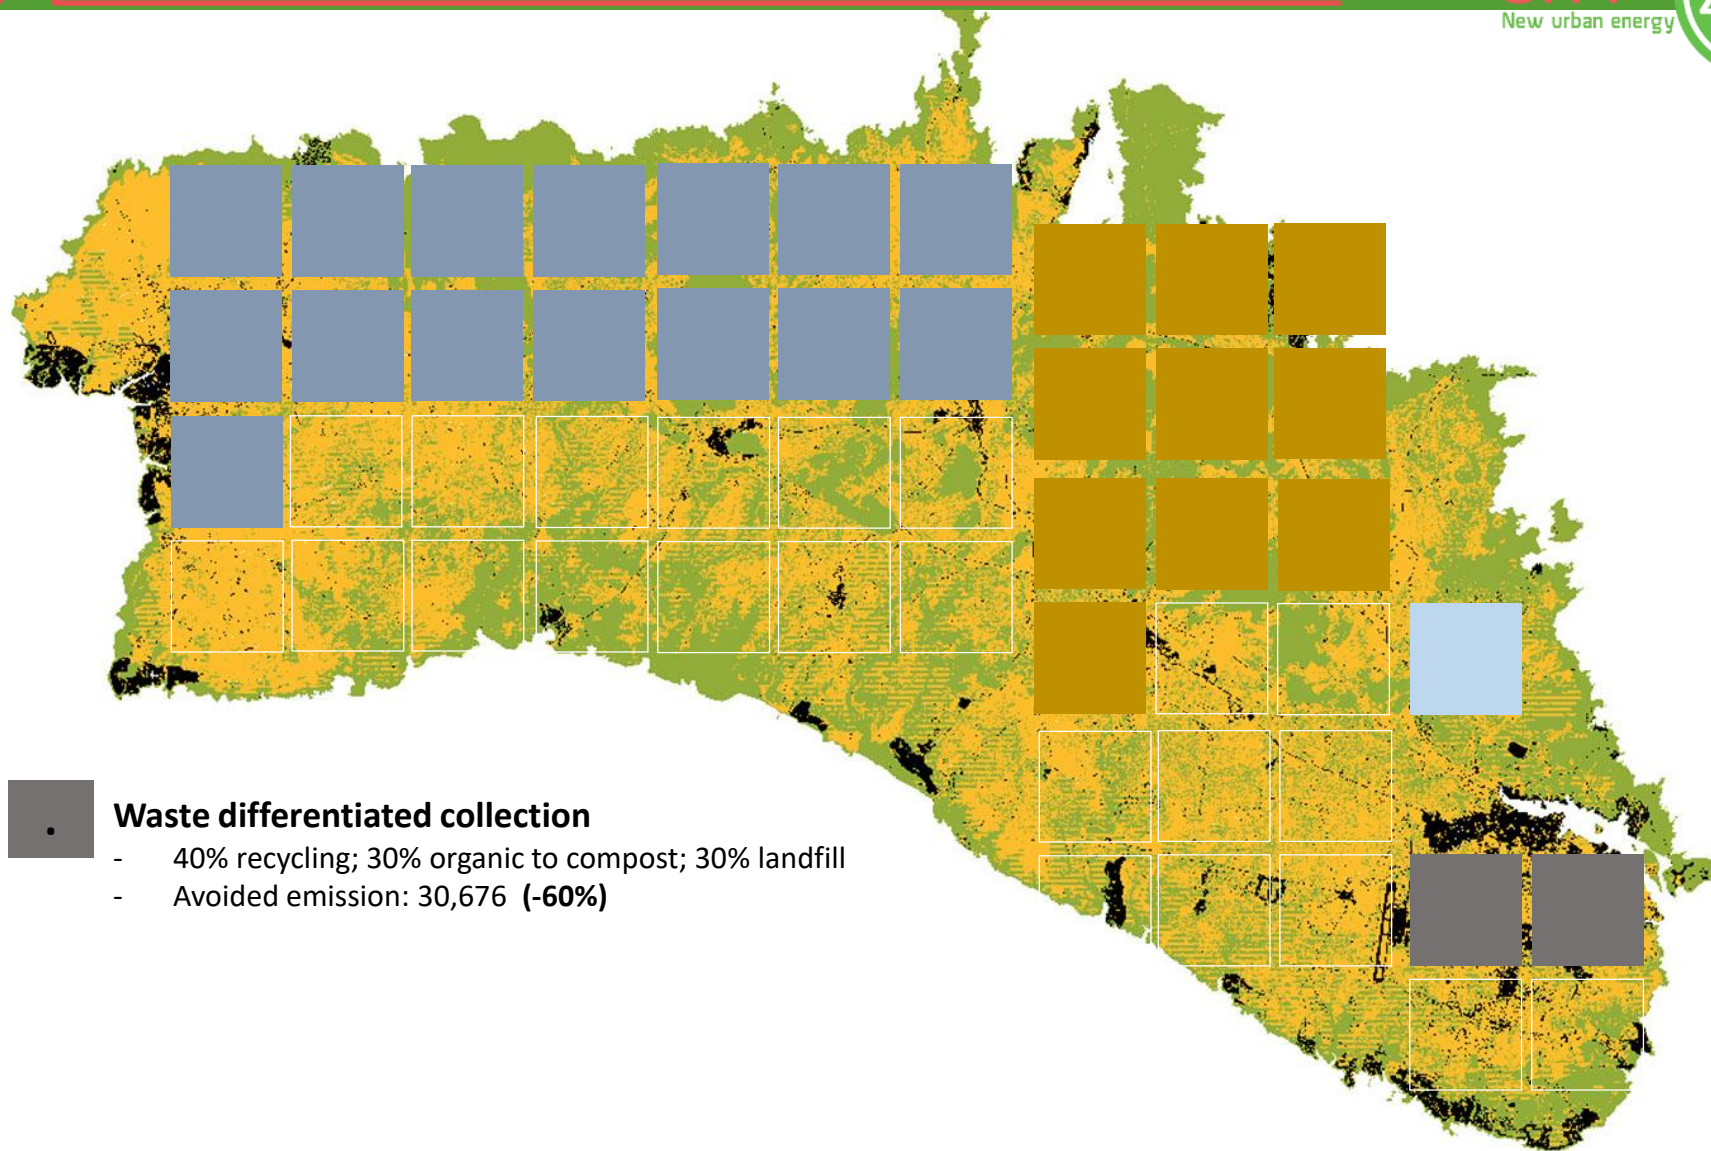 New urban energy
.
Waste differentiated collection
- 40% recycling; 30% organic to compost; 30% landfill
- Avoided emission: 30,676 (-60%)